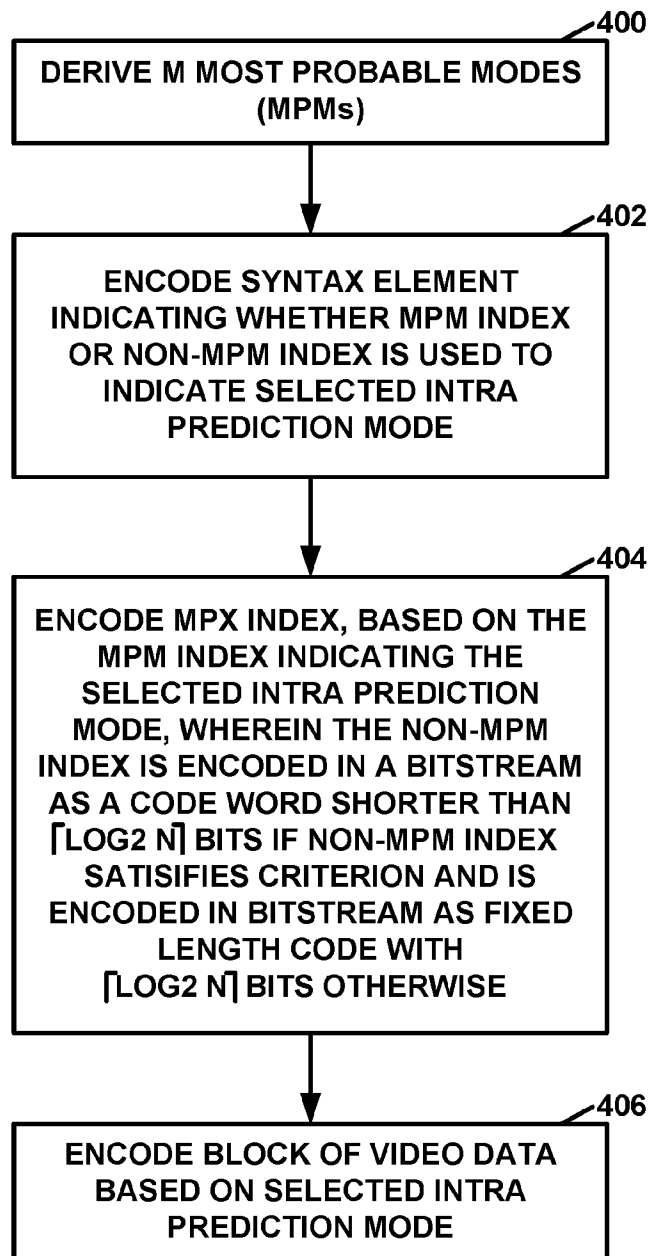 400
DERIVE M MOST PROBABLE MODES
(MPMs)
402
ENCODE SYNTAX ELEMENT
INDICATING WHETHER MPM INDEX
OR NON-MPM INDEX IS USED TO
INDICATE SELECTED INTRA
PREDICTION MODE
404
ENCODE MPX INDEX, BASED ON THE
MPM INDEX INDICATING THE
SELECTED INTRA PREDICTION
MODE, WHEREIN THE NON-MPM
INDEX IS ENCODED IN A BITSTREAM
AS A CODE WORD SHORTER THAN
⌈LOG2 N⌉ BITS IF NON-MPM INDEX
SATISIFIES CRITERION AND IS
ENCODED IN BITSTREAM AS FIXED
LENGTH CODE WITH
⌈LOG2 N⌉ BITS OTHERWISE
406
ENCODE BLOCK OF VIDEO DATA
BASED ON SELECTED INTRA
PREDICTION MODE